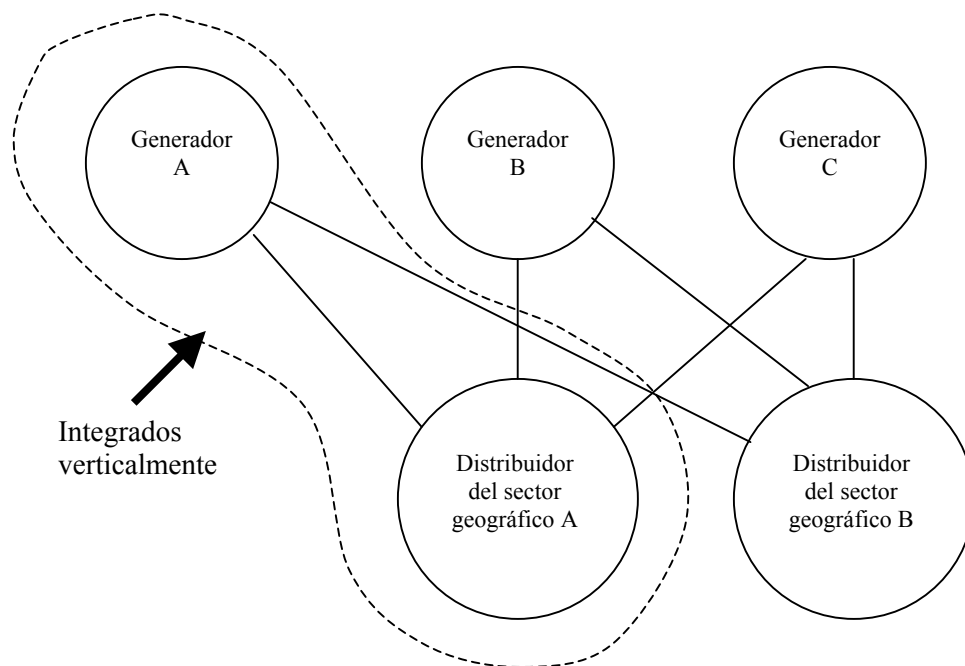 Generador
A
Generador
B
Generador
C
Integrados
verticalmente
Distribuidor
del sector
geográfico A
Distribuidor
del sector
geográfico B